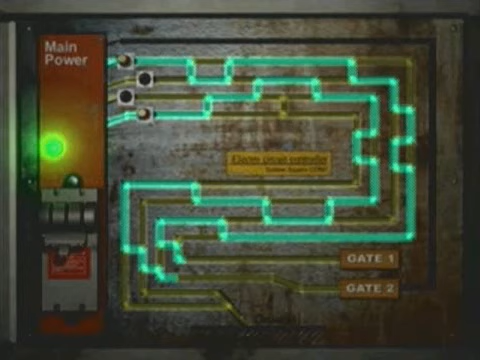 Main
Power
Electric circuit controller
GATE 1
GATE 2